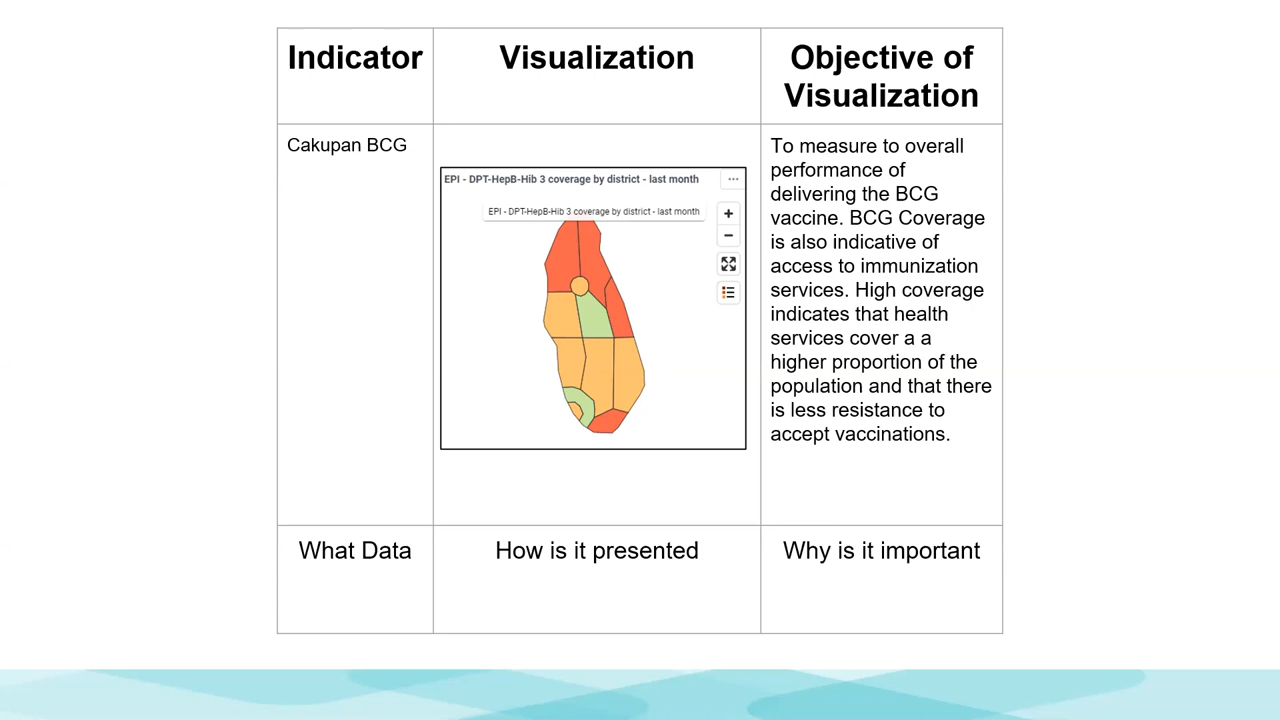 Indicator
Visualization
Objective of
Visualization
Cakupan BCG
EPI - DPT-HepB-Hib 3 coverage by district - last month
EPI - DPT-HepB-Hib 3 coverage by district - last month
To measure to overall
performance of
delivering the BCG
vaccine. BCG Coverage
is also indicative of
access to immunization
services. High coverage
indicates that health
services cover a a
higher proportion of the
population and that there
is less resistance to
accept vaccinations.
What Data
How is it presented
Why is it important